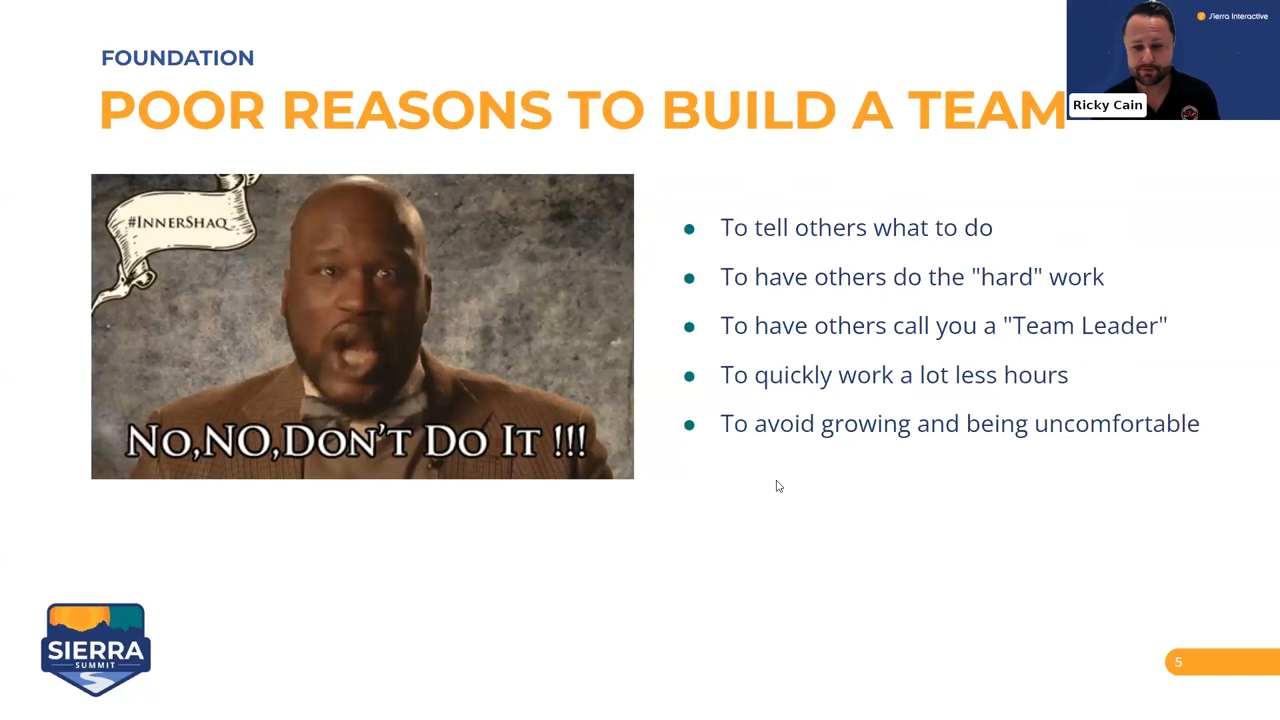 FOUNDATION
POOR REASONS TO BUILD A TEAM
Sierra Interactive
Ricky Cain
#INNERSHAQ
NO,NO,DON'T DO IT !!!
● To tell others what to do
● To have others do the "hard" work
● To have others call you a "Team Leader"
● To quickly work a lot less hours
● To avoid growing and being uncomfortable
SIERRA
SUMMIT
5